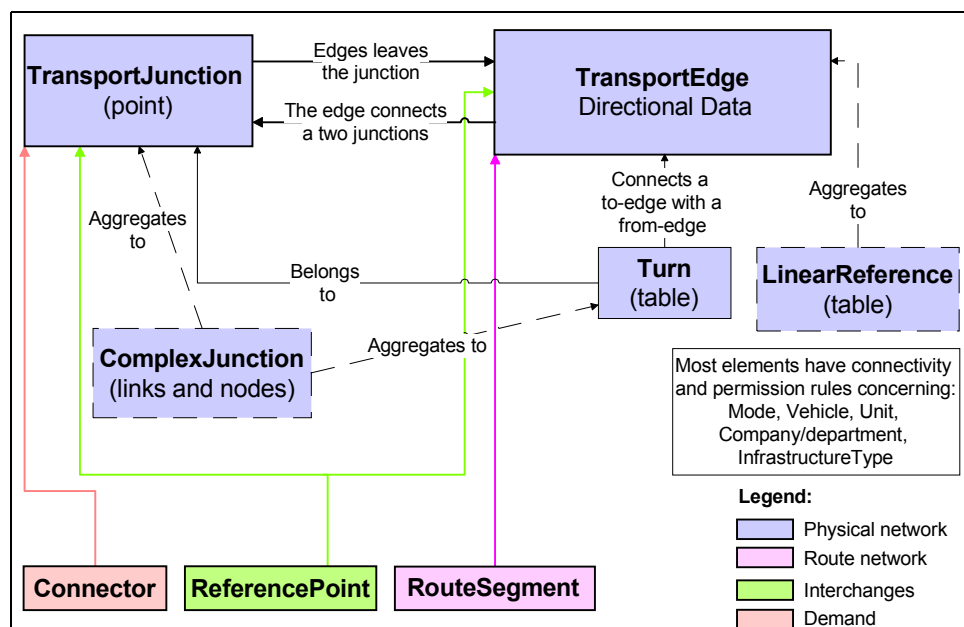 TransportJunction
(point)
Edges leaves
the junction
The edge connects
a two junctions
TransportEdge
Directional Data
Aggregates
to
Connects a
to-edge with a
from-edge
Aggregates
to
Belongs
to
Turn
(table)
LinearReference
(table)
ComplexJunction
(links and nodes)
Aggregates to
Most elements have connectivity
and permission rules concerning:
Mode, Vehicle, Unit,
Company/department,
InfrastructureType
Legend:
Physical network
Route network
Interchanges
Demand
Connector
ReferencePoint
RouteSegment